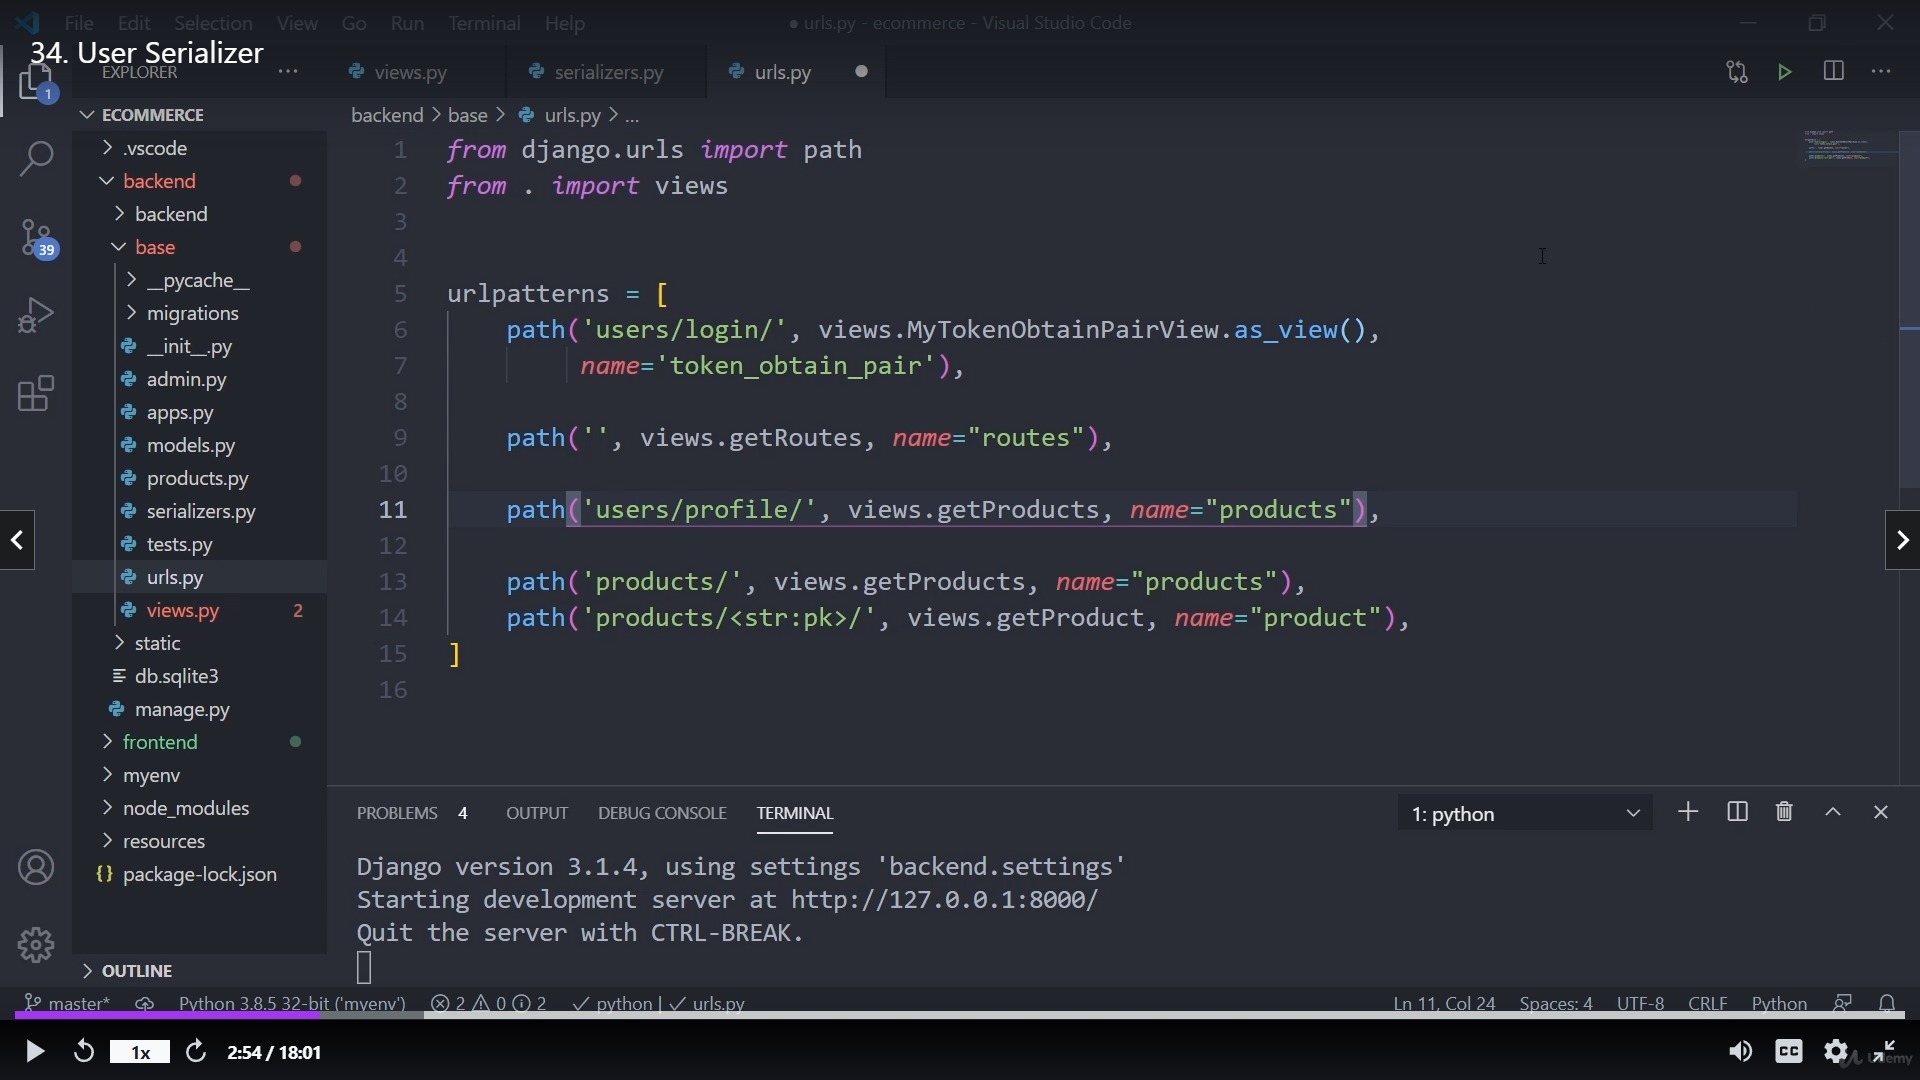 File Edit Selection View Go Run Terminal Help
● urls.py - ecommerce - Visual Studio Code
34. User Serializer
EXPLORER ...
views.py
serializers.py
urls.py
1
ECOMMERCE
backend > base > urls.py > ...
.vscode
backend
backend
39
base
__pycache__
migrations
__init__.py
admin.py
apps.py
models.py
products.py
serializers.py
tests.py
urls.py
views.py 2
static
db.sqlite3
manage.py
frontend
myenv
node_modules
resources
{} package-lock.json
OUTLINE
1 from django.urls import path
2 from . import views
3
4
5 urlpatterns = [
6 path('users/login/', views.MyTokenObtainPairView.as_view(),
7 name='token_obtain_pair'),
8
9 path('', views.getRoutes, name="routes"),
10
11 path('users/profile/', views.getProducts, name="products"),
12
13 path('products/', views.getProducts, name="products"),
14 path('products/<str:pk>/', views.getProduct, name="product"),
15 ]
16
PROBLEMS 4 OUTPUT DEBUG CONSOLE TERMINAL
1: python
Django version 3.1.4, using settings 'backend.settings'
Starting development server at http://127.0.0.1:8000/
Quit the server with CTRL-BREAK.
master* Python 3.8.5 32-bit ('myenv') 2 0 2 python | urls.py
Ln 11, Col 24 Spaces: 4 UTF-8 CRLF Python
1x 2:54 / 18:01
CC
Udemy